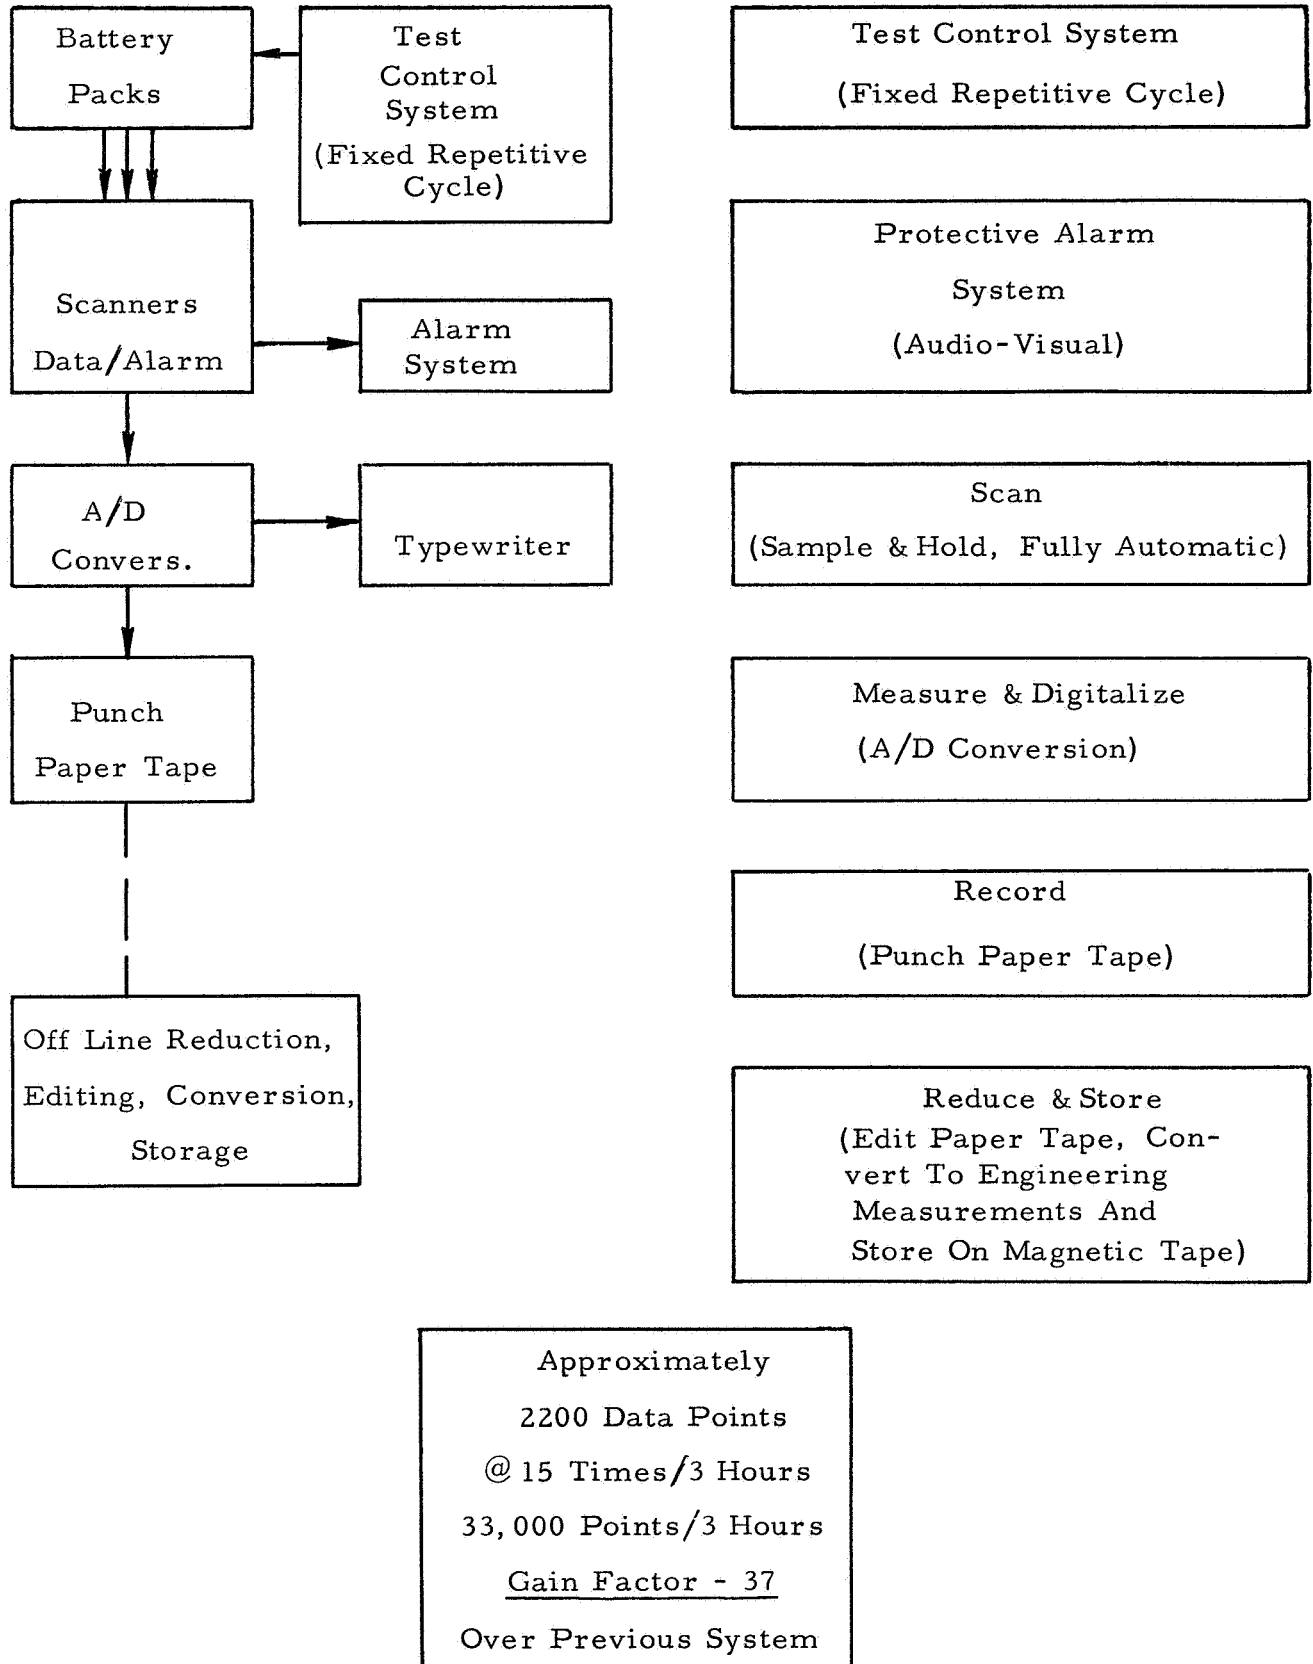 Battery
Packs
Test
Control
System
(Fixed Repetitive
Cycle)
Scanners
Data/Alarm
Alarm
System
A/D
Convers.
Typewriter
Punch
Paper Tape
Off Line Reduction,
Editing, Conversion,
Storage
Test Control System
(Fixed Repetitive Cycle)
Protective Alarm
System
(Audio-Visual)
Scan
(Sample & Hold, Fully Automatic)
Measure & Digitalize
(A/D Conversion)
Record
(Punch Paper Tape)
Reduce & Store
(Edit Paper Tape, Con-
vert To Engineering
Measurements And
Store On Magnetic Tape)
Approximately
2200 Data Points
@ 15 Times/3 Hours
33,000 Points/3 Hours
Gain Factor - 37
Over Previous System